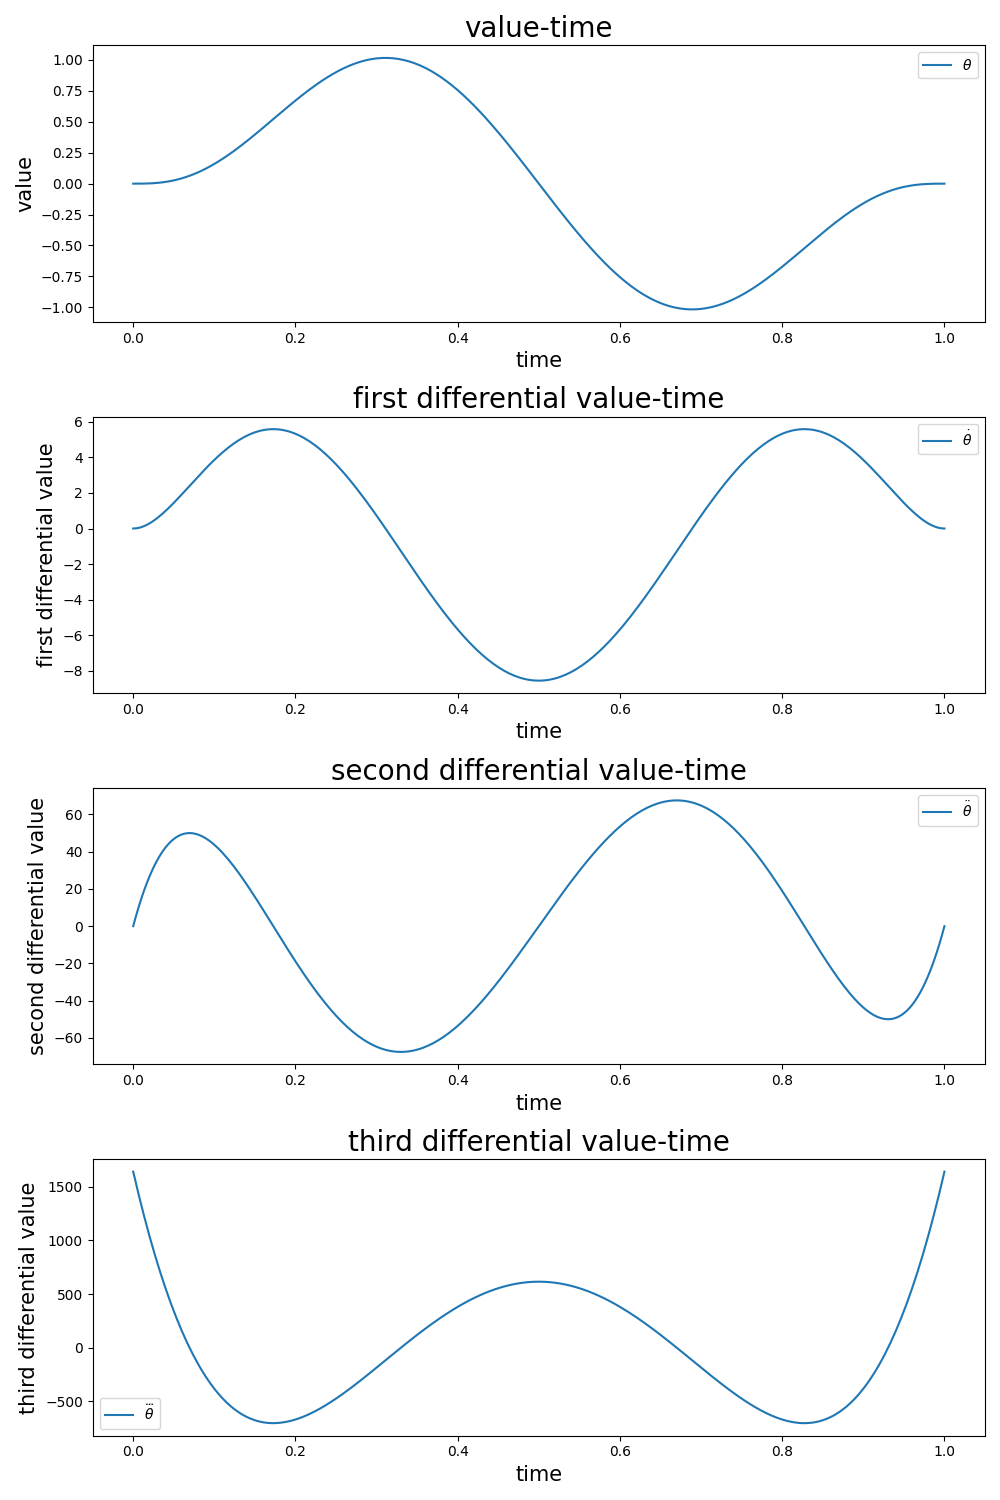 value-time
1.00
0.75
0.50
0.25
0.00
−0.25
−0.50
−0.75
−1.00
value
θ
0.0 0.2 0.4 0.6 0.8 1.0
time
first differential value-time
6
4
2
0
−2
−4
−6
−8
first differential value
θ̇
0.0 0.2 0.4 0.6 0.8 1.0
time
second differential value-time
60
40
20
0
−20
−40
−60
second differential value
θ̈
0.0 0.2 0.4 0.6 0.8 1.0
time
third differential value-time
1500
1000
500
0
−500
third differential value
θ⃛
0.0 0.2 0.4 0.6 0.8 1.0
time